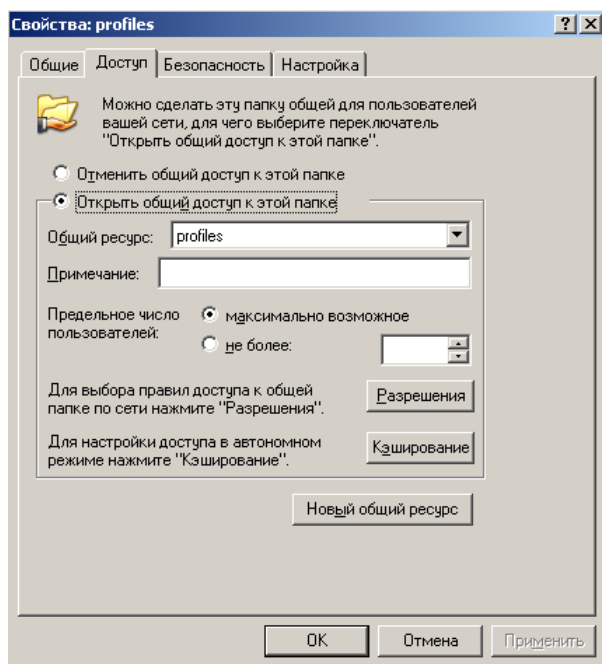 Свойства: profiles
Общие Доступ Безопасность Настройка
Можно сделать эту папку общей для пользователей
вашей сети, для чего выберите переключатель
"Открыть общий доступ к этой папке".
Отменить общий доступ к этой папке
Открыть общий доступ к этой папке
Общий ресурс: profiles
Примечание:
Предельное число
пользователей:
максимально возможное
не более:
Для выбора правил доступа к общей
папке по сети нажмите "Разрешения".
Разрешения
Для настройки доступа в автономном
режиме нажмите "Кэширование".
Кэширование
Новый общий ресурс
OK Отмена Применить